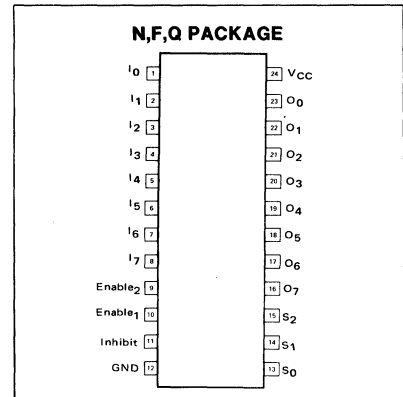 N,F,Q PACKAGE
I0 1 24 VCC
I1 2 23 O0
I2 3 22 O1
I3 4 21 O2
I4 5 20 O3
I5 6 19 O4
I6 7 18 O5
I7 8 17 O6
Enable2 9 16 O7
Enable1 10 15 S2
Inhibit 11 14 S1
GND 12 13 S0